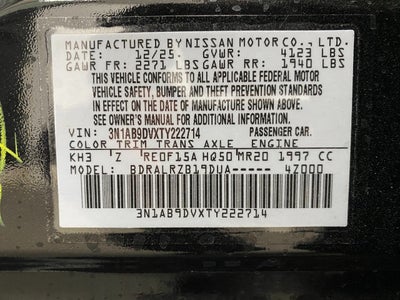 MANUFACTURED BY NISSAN MOTOR CO., LTD.
DATE: 12/25 GVWR: 4123 LBS
GAWR FR: 2271 LBS GAWR RR: 1940 LBS
THIS VEHICLE CONFORMS TO ALL APPLICABLE FEDERAL MOTOR
VEHICLE SAFETY, BUMPER AND THEFT PREVENTION STANDARDS
IN EFFECT ON THE DATE OF MANUFACTURE SHOWN ABOVE.
SEE OWNER'S MANUAL FOR ADDITIONAL INFORMATION.
VIN: 3N1AB9DVXTY222714 PASSENGER CAR.
COLOR TRIM TRANS AXLE ENGINE
KH3 Z RE0F15A HQ50 MR20 1997 CC
MODEL: BDRALRZB19DUA----- 47000
3N1AB9DVXTY222714